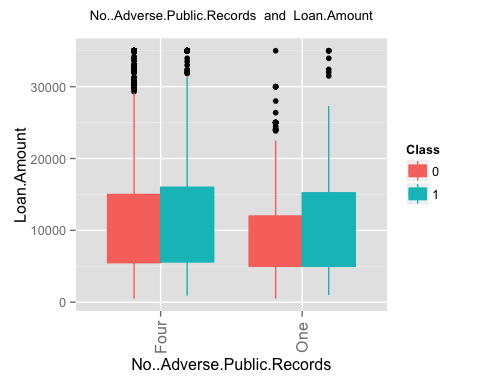 No..Adverse.Public.Records and Loan.Amount
Loan.Amount
30000
20000
10000
0
Four
One
No..Adverse.Public.Records
Class
0
1